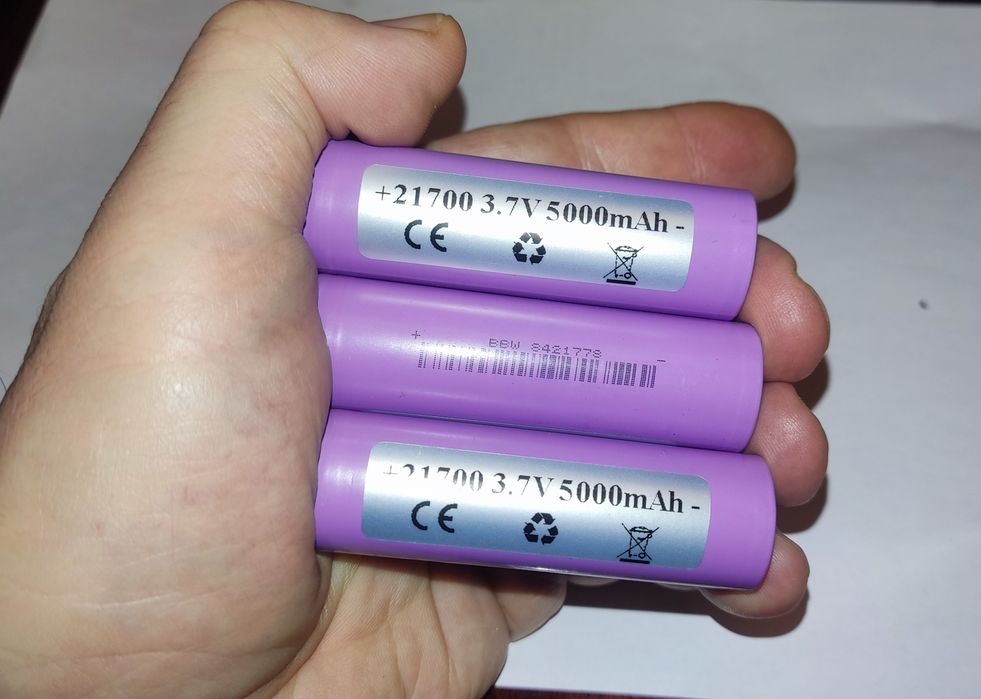 +21700 3.7V 5000mAh -
CE
+ BBW 8421778 -
+21700 3.7V 5000mAh -
CE